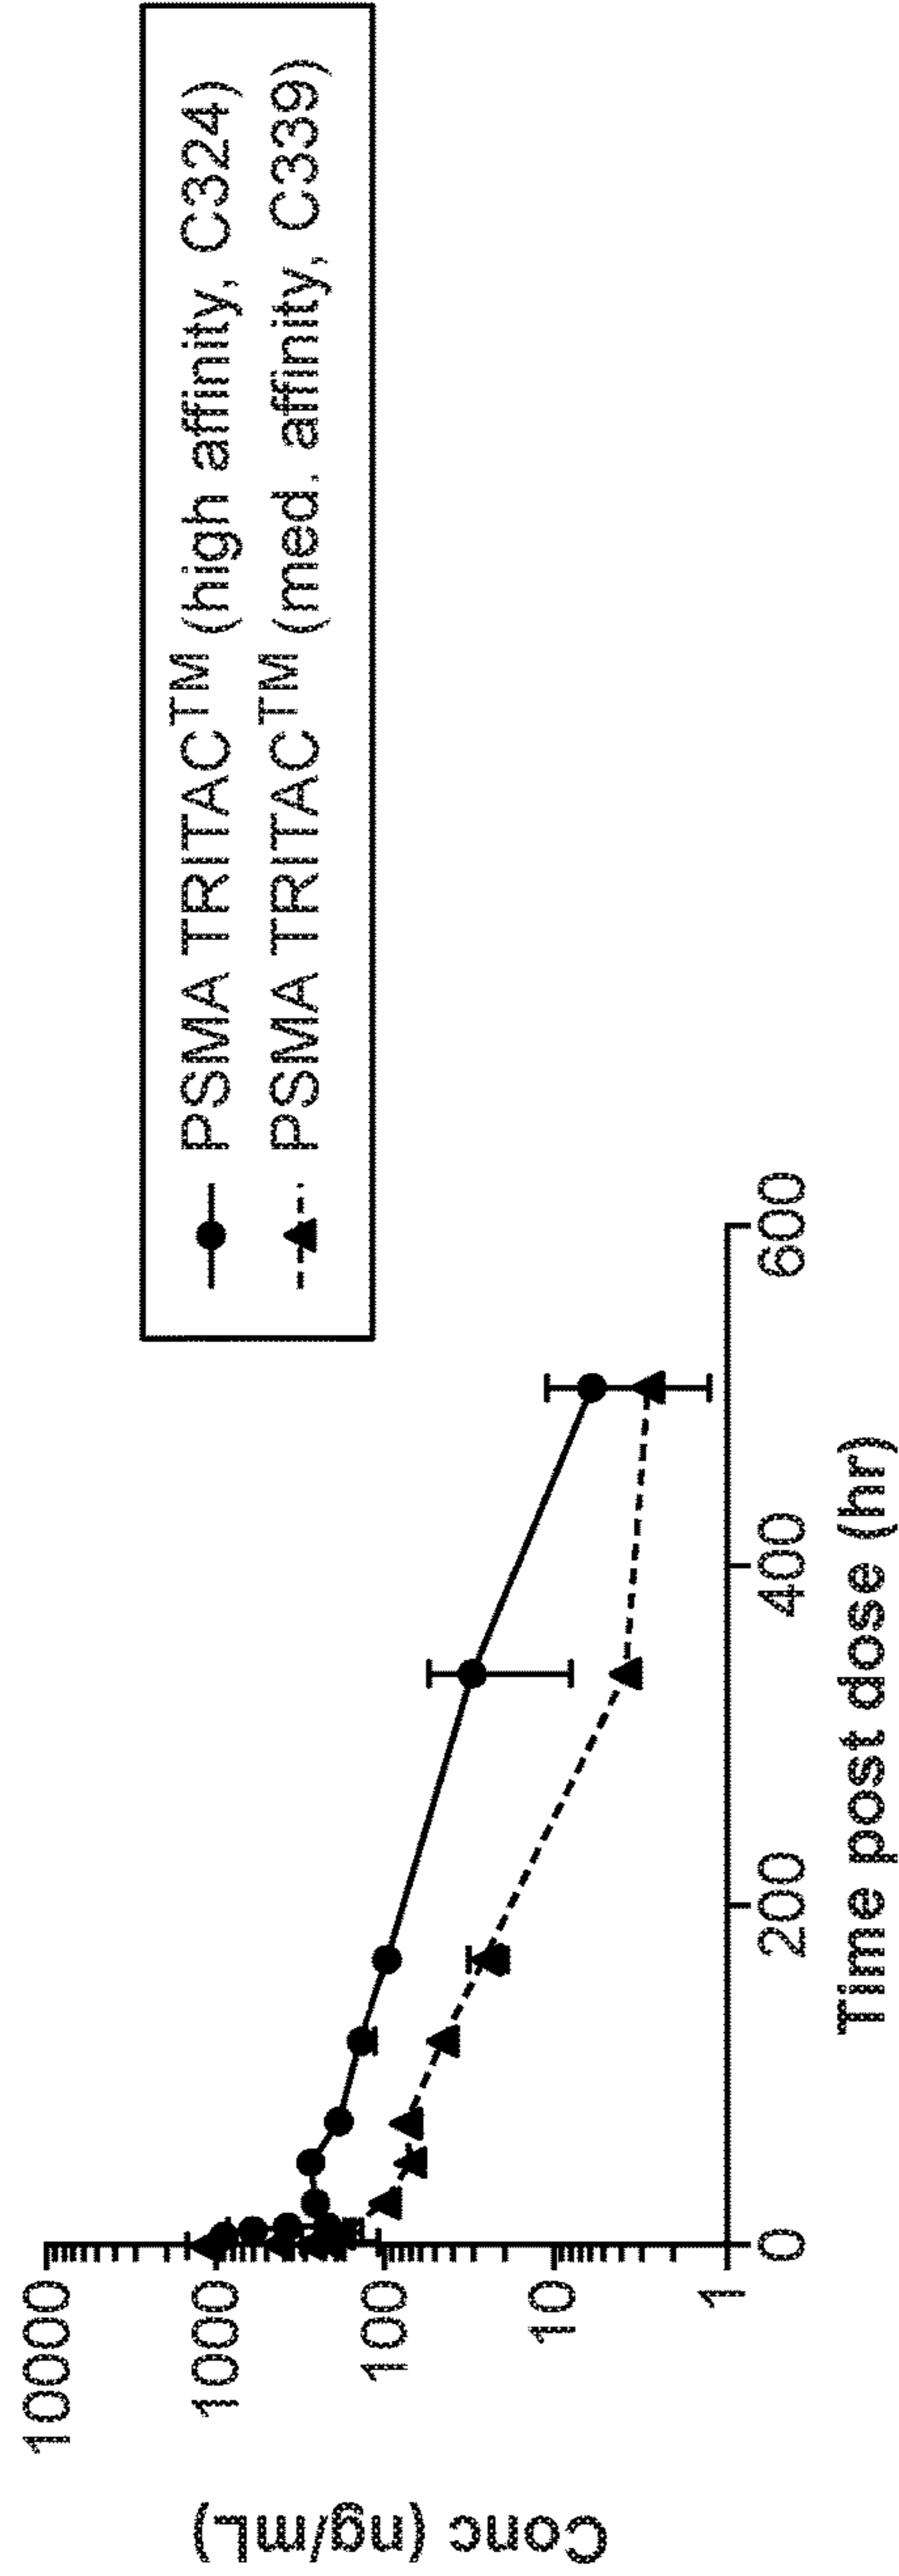 PSMA TRITAC™ (high affinity, C324)
PSMA TRITAC™ (med. affinity, C339)
Conc (ng/mL)
10000
1000
100
10
1
0
200
400
600
Time post dose (hr)